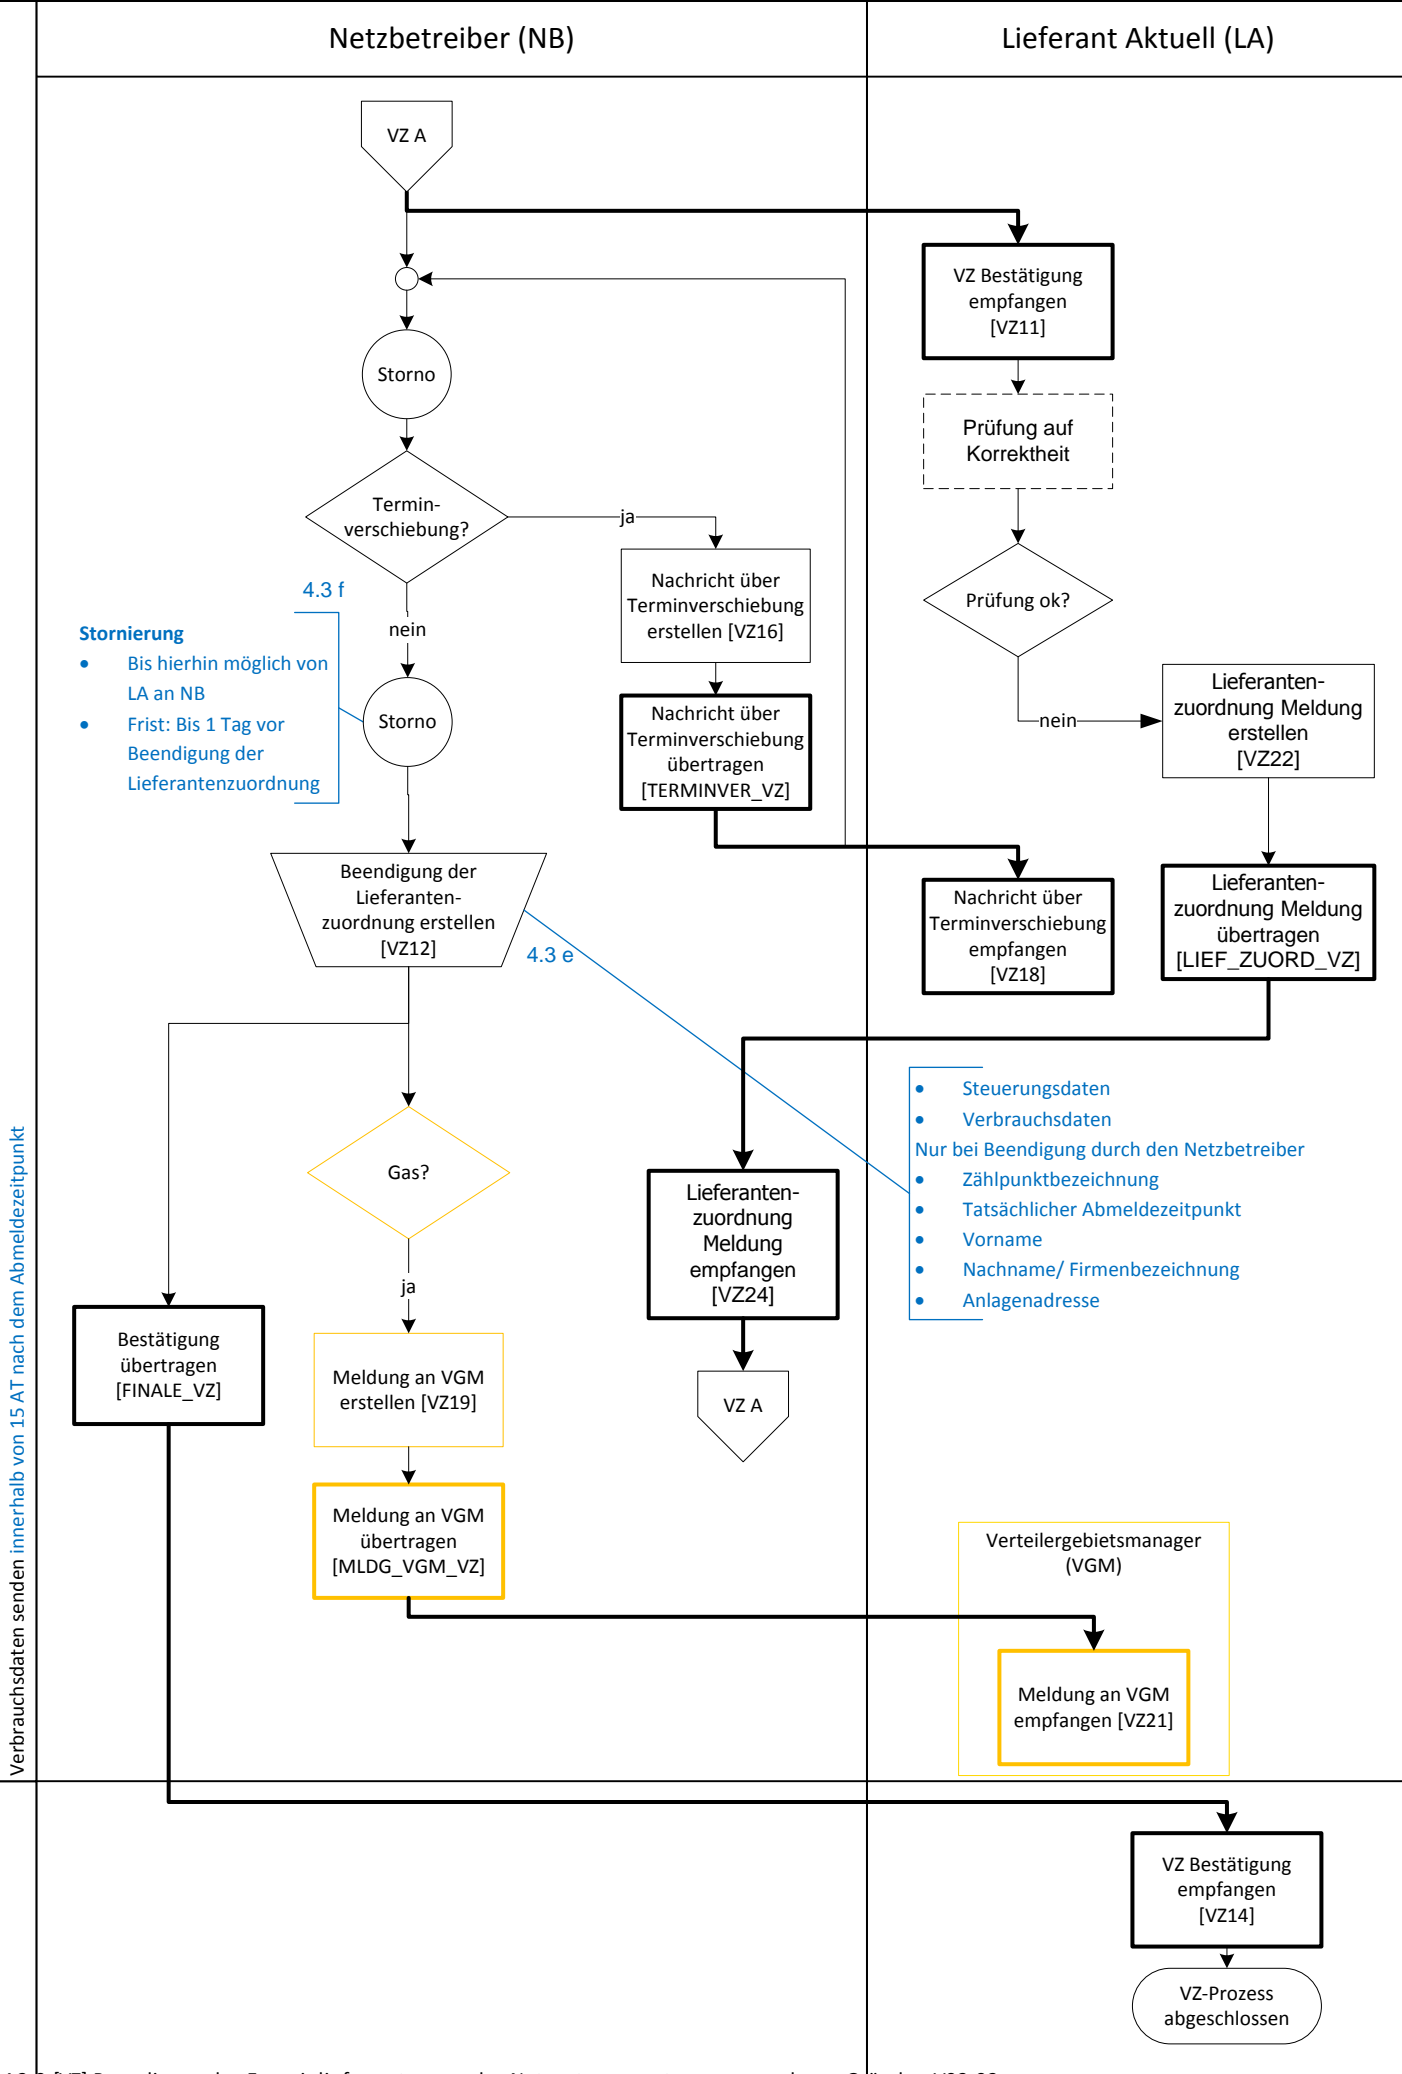 Netzbetreiber (NB)
Lieferant Aktuell (LA)
VZ A
VZ Bestätigung
empfangen
[VZ11]
Storno
Prüfung auf
Korrektheit
Termin-
verschiebung?
ja
Nachricht über
Terminverschiebung
erstellen [VZ16]
Prüfung ok?
4.3 f
nein
Stornierung
• Bis hierhin möglich von
LA an NB
• Frist: Bis 1 Tag vor
Beendigung der
Lieferantenzuordnung
Storno
Nachricht über
Terminverschiebung
übertragen
[TERMINVER_VZ]
nein
Lieferanten-
zuordnung Meldung
erstellen
[VZ22]
Beendigung der
Lieferanten-
zuordnung erstellen
[VZ12]
4.3 e
Nachricht über
Terminverschiebung
empfangen
[VZ18]
Lieferanten-
zuordnung Meldung
übertragen
[LIEF_ZUORD_VZ]
• Steuerungsdaten
• Verbrauchsdaten
Nur bei Beendigung durch den Netzbetreiber
• Zählpunktbezeichnung
• Tatsächlicher Abmeldezeitpunkt
• Vorname
• Nachname/ Firmenbezeichnung
• Anlagenadresse
Gas?
Lieferanten-
zuordnung
Meldung
empfangen
[VZ24]
ja
Bestätigung
übertragen
[FINALE_VZ]
Meldung an VGM
erstellen [VZ19]
VZ A
Meldung an VGM
übertragen
[MLDG_VGM_VZ]
Verteilergebietsmanager
(VGM)
Meldung an VGM
empfangen [VZ21]
Verbrauchsdaten senden innerhalb von 15 AT nach dem Abmeldezeitpunkt
VZ Bestätigung
empfangen
[VZ14]
VZ-Prozess
abgeschlossen